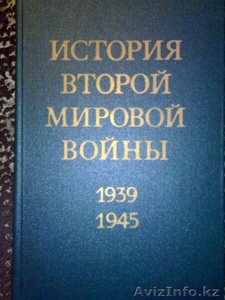 ИСТОРИЯ
ВТОРОЙ
МИРОВОЙ
ВОЙНЫ
1939
1945
AvizInfo.kz